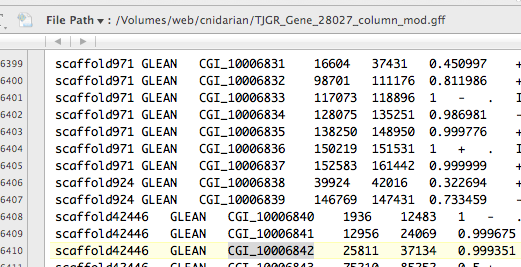 File Path ▾ : /Volumes/web/cnidarian/TJGR_Gene_28027_column_mod.gff
6399 scaffold971 GLEAN CGI_10006831 16604 37431 0.450997 +
6400 scaffold971 GLEAN CGI_10006832 98701 111176 0.811986 +
6401 scaffold971 GLEAN CGI_10006833 117073 118896 1 - . I
6402 scaffold971 GLEAN CGI_10006834 128075 135251 0.986981 -
6403 scaffold971 GLEAN CGI_10006835 138250 148950 0.999776 +
6404 scaffold971 GLEAN CGI_10006836 150219 151531 1 + . I
6405 scaffold971 GLEAN CGI_10006837 152583 161442 0.999999 +
6406 scaffold924 GLEAN CGI_10006838 39924 42016 0.322694 +
6407 scaffold924 GLEAN CGI_10006839 146769 147431 0.733459 -
6408 scaffold42446 GLEAN CGI_10006840 1936 12483 1 - .
6409 scaffold42446 GLEAN CGI_10006841 12956 24069 0.999675
6410 scaffold42446 GLEAN CGI_10006842 25811 37134 0.999351
scaffold42446 GLEAN CGI_10006843